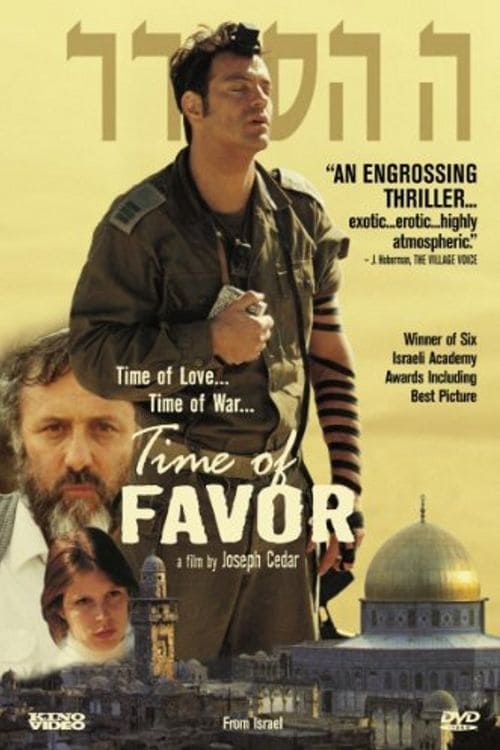 ה ההסדר
“AN ENGROSSING
THRILLER...
exotic...erotic...highly
atmospheric.”
– J. Hoberman, THE VILLAGE VOICE
Winner of Six
Israeli Academy
Awards Including
Best Picture
Time of Love...
Time of War...
Time of
FAVOR
a film by Joseph Cedar
KINO
VIDEO
From Israel
DVD
VIDEO